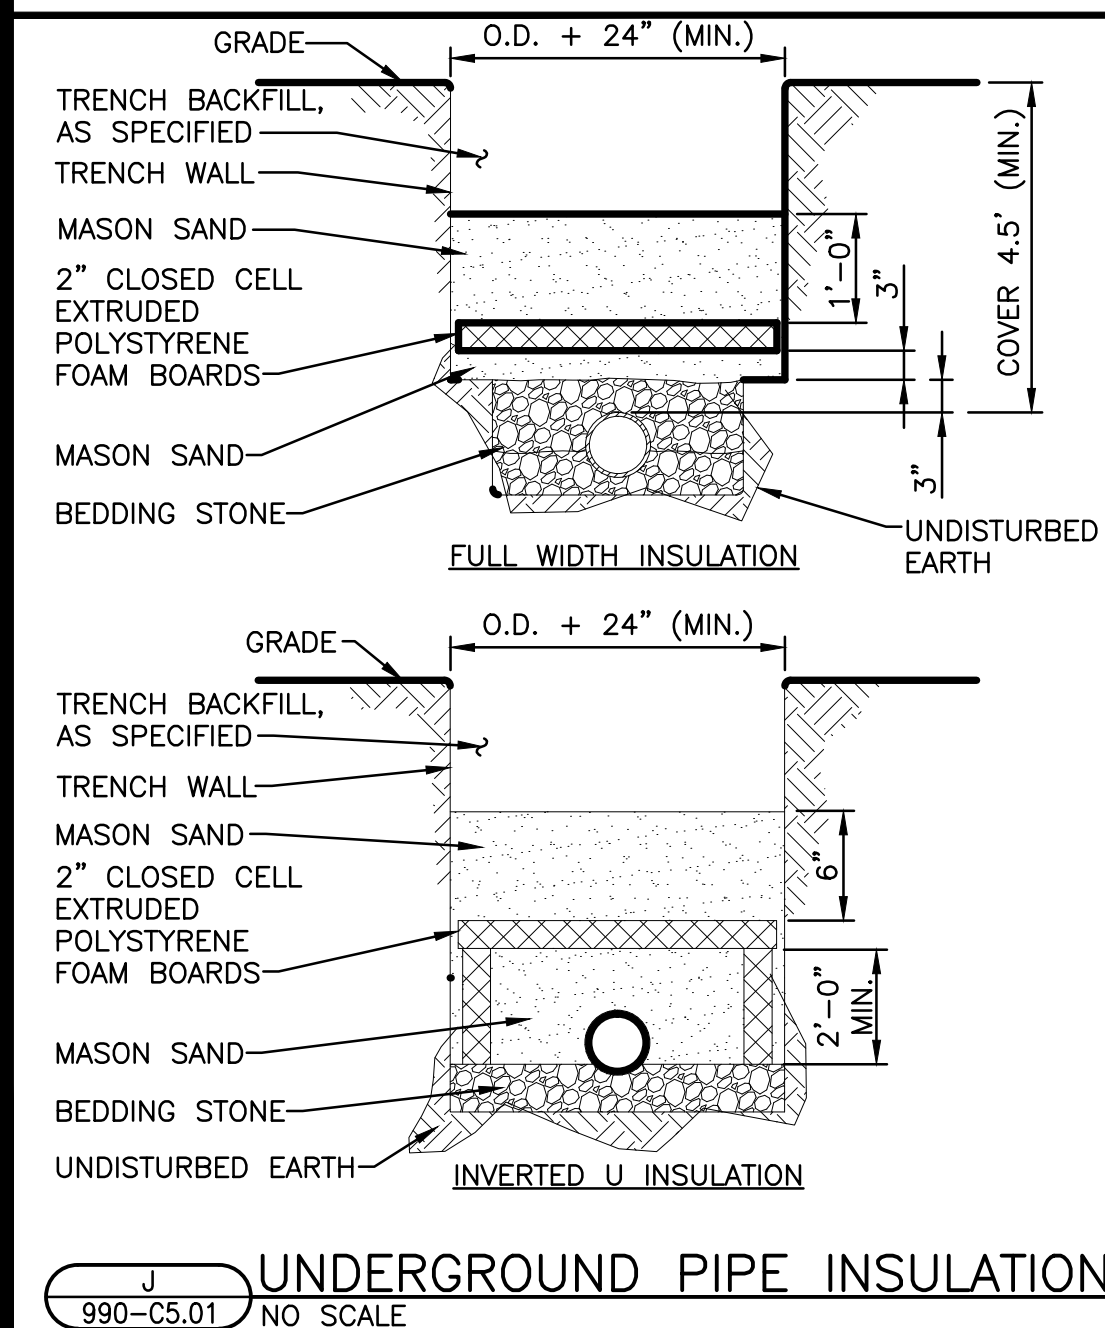 O.D. + 24” (MIN.)
GRADE
TRENCH BACKFILL,
AS SPECIFIED
TRENCH WALL
MASON SAND
2” CLOSED CELL
EXTRUDED
POLYSTYRENE
FOAM BOARDS
MASON SAND
BEDDING STONE
1’-0”
3”
COVER 4.5’ (MIN.)
3”
UNDISTURBED
EARTH
FULL WIDTH INSULATION
O.D. + 24” (MIN.)
GRADE
TRENCH BACKFILL,
AS SPECIFIED
TRENCH WALL
MASON SAND
2” CLOSED CELL
EXTRUDED
POLYSTYRENE
FOAM BOARDS
MASON SAND
BEDDING STONE
UNDISTURBED EARTH
6”
2’-0”
MIN.
INVERTED U INSULATION
J
990-C5.01
UNDERGROUND PIPE INSULATION
NO SCALE